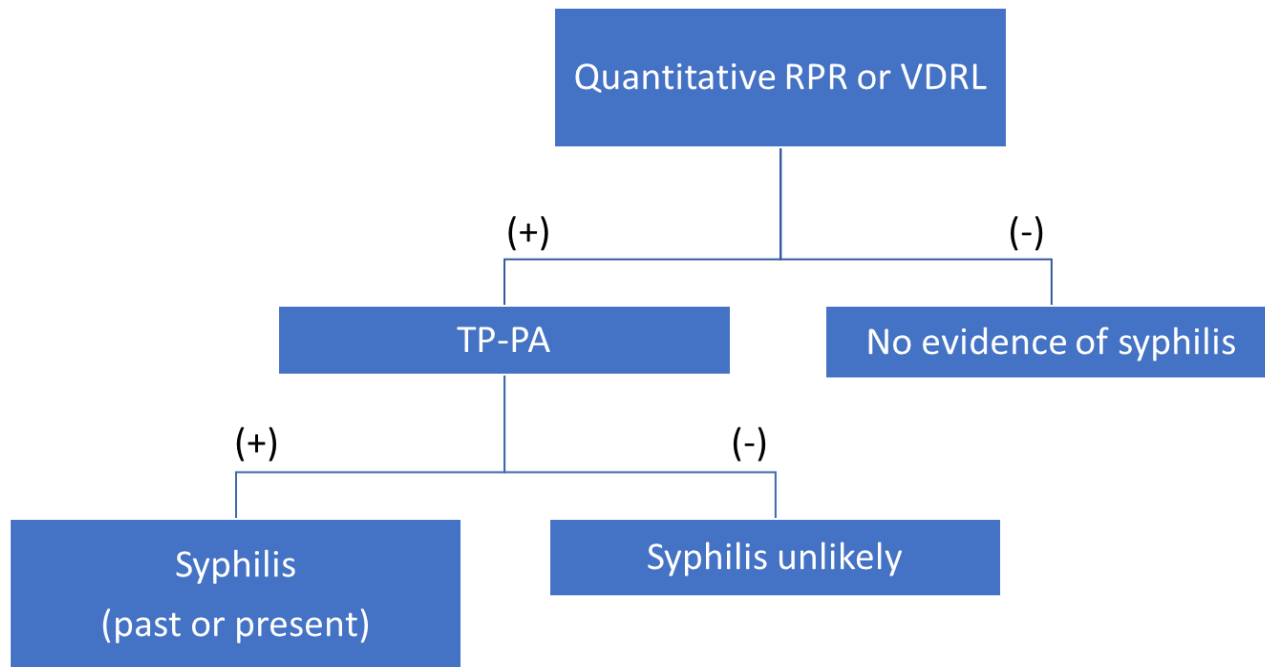 Quantitative RPR or VDRL
(+)
(-)
TP-PA
No evidence of syphilis
(+)
(-)
Syphilis
(past or present)
Syphilis unlikely